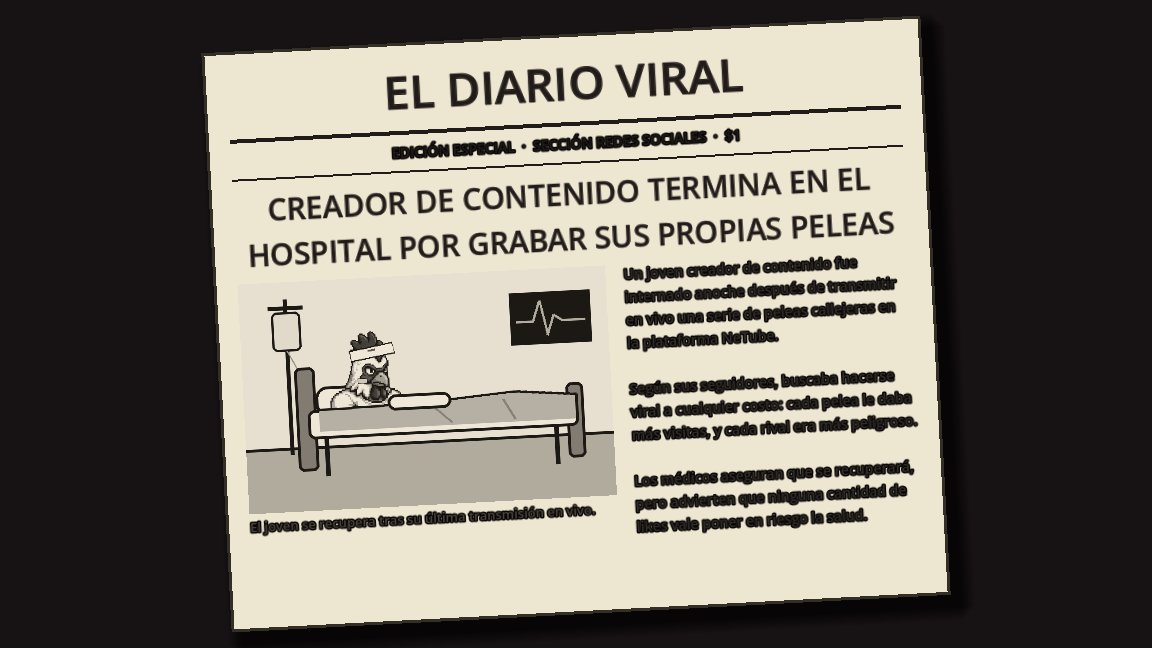 EL DIARIO VIRAL
EDICIÓN ESPECIAL • SECCIÓN REDES SOCIALES • $1
CREADOR DE CONTENIDO TERMINA EN EL
HOSPITAL POR GRABAR SUS PROPIAS PELEAS
Un joven creador de contenido fue
internado anoche después de transmitir
en vivo una serie de peleas callejeras en
la plataforma NeTube.
Según sus seguidores, buscaba hacerse
viral a cualquier costo: cada pelea le daba
más visitas, y cada rival era más peligroso.
Los médicos aseguran que se recuperará,
pero advierten que ninguna cantidad de
likes vale poner en riesgo la salud.
El joven se recupera tras su última transmisión en vivo.